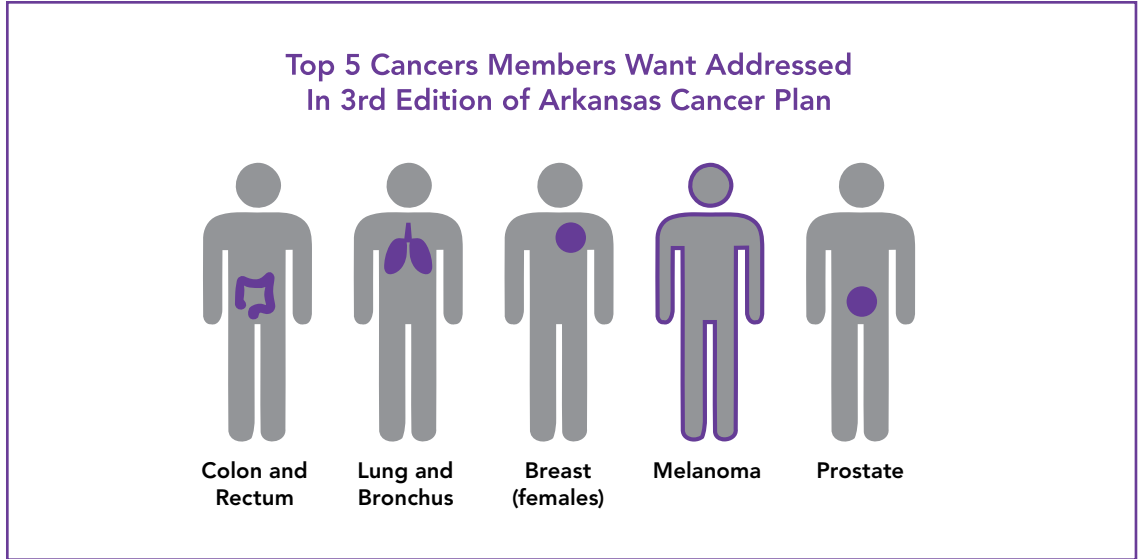 Top 5 Cancers Members Want Addressed
In 3rd Edition of Arkansas Cancer Plan
Colon and
Rectum
Lung and
Bronchus
Breast
(females)
Melanoma
Prostate